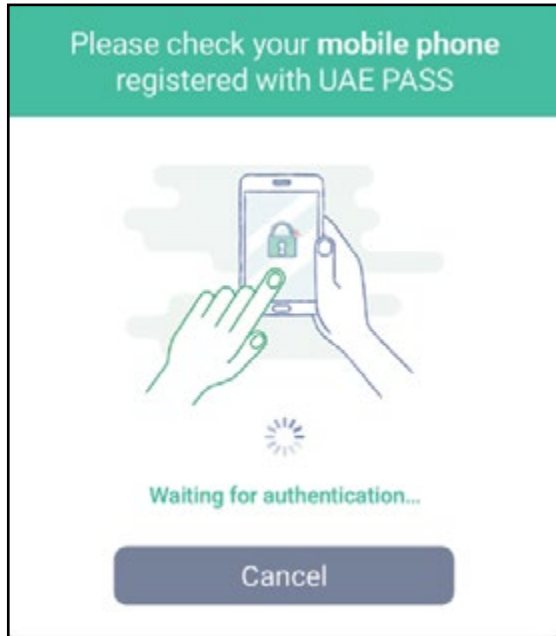 Please check your mobile phone
registered with UAE PASS
Waiting for authentication...
Cancel